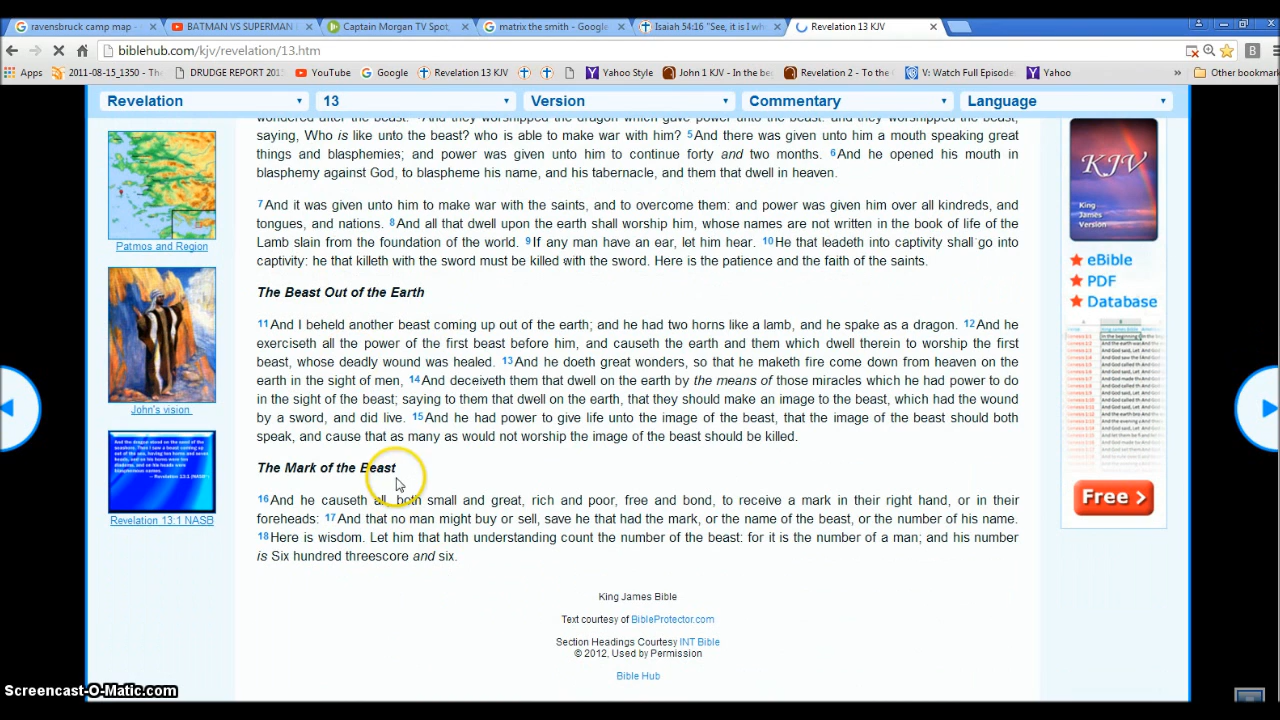 ravensbruck camp map -
BATMAN VS SUPERMAN
Captain Morgan TV Spot,
matrix the smith - Google
Isaiah 54:16 "See, it is I wh
Revelation 13 KJV
biblehub.com/kjv/revelation/13.htm
Apps
2011-08-15_1350 - The
DRUDGE REPORT 2015
YouTube
Google
Revelation 13 KJV
Yahoo Style
John 1 KJV - In the beg
Revelation 2 - To the
V: Watch Full Episode
Yahoo
»
Other bookmar
Revelation
13
Version
Commentary
Language
wondered after the beast. And they worshipped the dragon which gave power unto the beast: and they worshipped the beast,
saying, Who is like unto the beast? who is able to make war with him? 5And there was given unto him a mouth speaking great
things and blasphemies; and power was given unto him to continue forty and two months. 6And he opened his mouth in
blasphemy against God, to blaspheme his name, and his tabernacle, and them that dwell in heaven.
7And it was given unto him to make war with the saints, and to overcome them: and power was given him over all kindreds, and
tongues, and nations. 8And all that dwell upon the earth shall worship him, whose names are not written in the book of life of the
Lamb slain from the foundation of the world. 9If any man have an ear, let him hear. 10He that leadeth into captivity shall go into
captivity: he that killeth with the sword must be killed with the sword. Here is the patience and the faith of the saints.
The Beast Out of the Earth
11And I beheld another beast coming up out of the earth; and he had two horns like a lamb, and he spake as a dragon. 12And he
exerciseth all the power of the first beast before him, and causeth the earth and them which dwell therein to worship the first
beast, whose deadly wound was healed. 13And he doeth great wonders, so that he maketh fire come down from heaven on the
earth in the sight of men, 14And deceiveth them that dwell on the earth by the means of those miracles which he had power to do
in the sight of the beast; saying to them that dwell on the earth, that they should make an image to the beast, which had the wound
by a sword, and did live. 15And he had power to give life unto the image of the beast, that the image of the beast should both
speak, and cause that as many as would not worship the image of the beast should be killed.
The Mark of the Beast
16And he causeth all, both small and great, rich and poor, free and bond, to receive a mark in their right hand, or in their
foreheads: 17And that no man might buy or sell, save he that had the mark, or the name of the beast, or the number of his name.
18Here is wisdom. Let him that hath understanding count the number of the beast: for it is the number of a man; and his number
is Six hundred threescore and six.
King James Bible
Text courtesy of BibleProtector.com
Section Headings Courtesy INT Bible
© 2012, Used by Permission
Bible Hub
Patmos and Region
John's vision
Revelation 13:1 NASB
KJV
King
James
Version
eBible
PDF
Database
Free >
Screencast-O-Matic.com